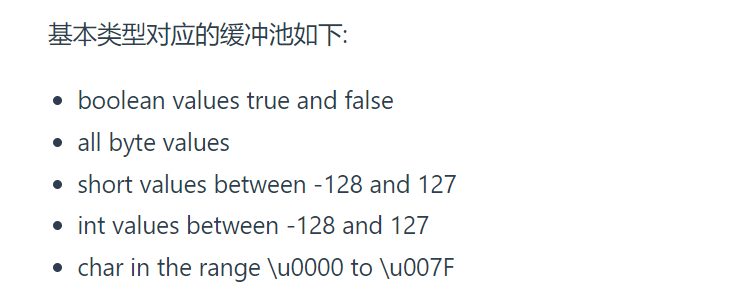 基本类型对应的缓冲池如下:
• boolean values true and false
• all byte values
• short values between -128 and 127
• int values between -128 and 127
• char in the range \u0000 to \u007F